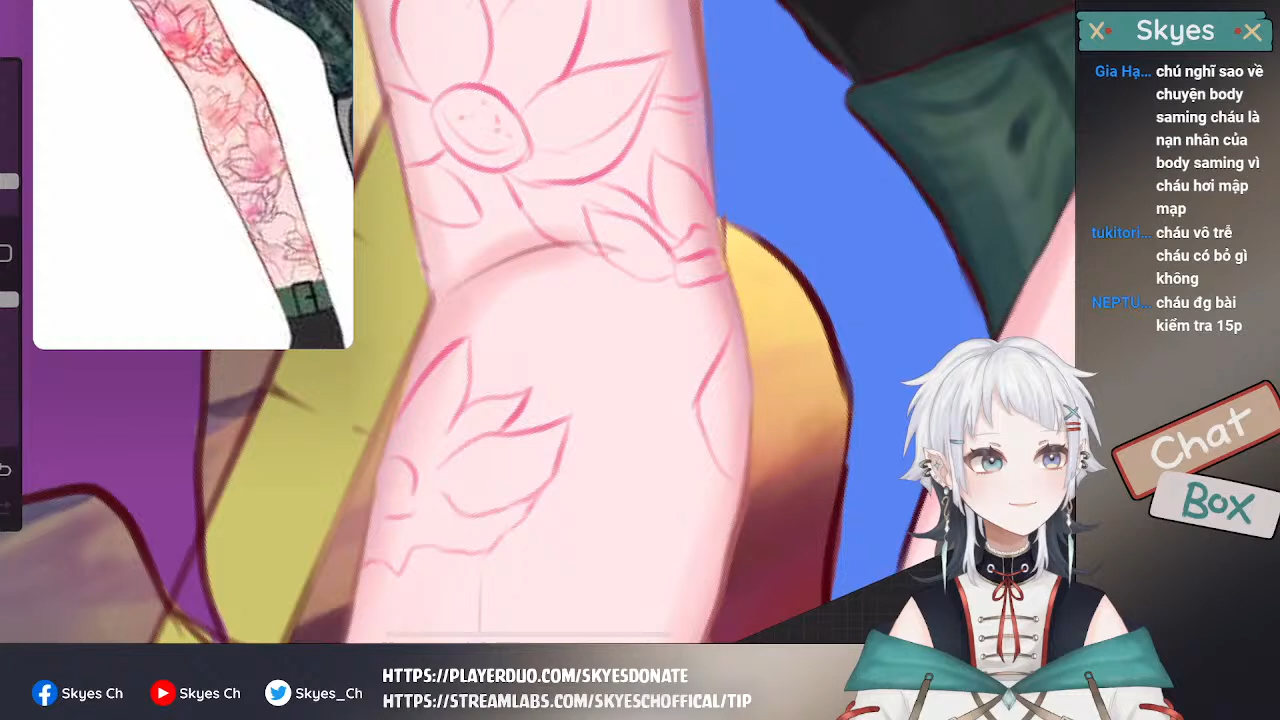 Skyes
Gia Hạ... chú nghĩ sao về
chuyện body
saming cháu là
nạn nhân của
body saming vì
cháu hơi mập
mạp
tukitori... cháu vô trễ
cháu có bỏ gì
không
NEPTU... cháu đg bài
kiểm tra 15p
Chat
Box
Skyes Ch
Skyes Ch
Skyes_Ch
HTTPS://PLAYERDUO.COM/SKYESDONATE
HTTPS://STREAMLABS.COM/SKYESCHOFFICAL/TIP